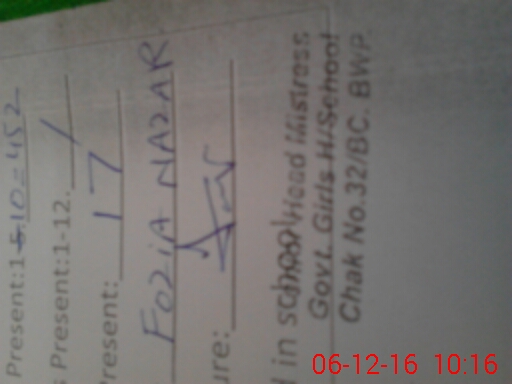 Present:1-5.10=452
Present:1-12. /
resent: 17
FOZiA NAZAR
ure:
in school Head Mistress
Govt. Girls H/School
Chak No.32/BC. BWP.
06-12-16 10:16